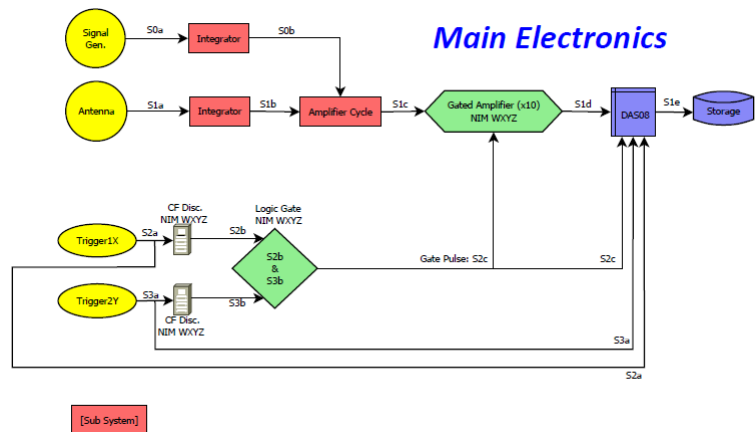 Main Electronics
Signal
Gen.
S0a
Integrator
S0b
Antenna
S1a
Integrator
S1b
Amplifier Cycle
S1c
Gated Amplifier (x10)
NIM WXYZ
S1d
DAS08
S1e
Storage
CF Disc.
NIM WXYZ
Logic Gate
NIM WXYZ
Trigger1X
S2a
S2b
S2b
&
S3b
Gate Pulse: S2c
S2c
Trigger2Y
S3a
S3b
CF Disc.
NIM WXYZ
S3a
S2a
[Sub System]